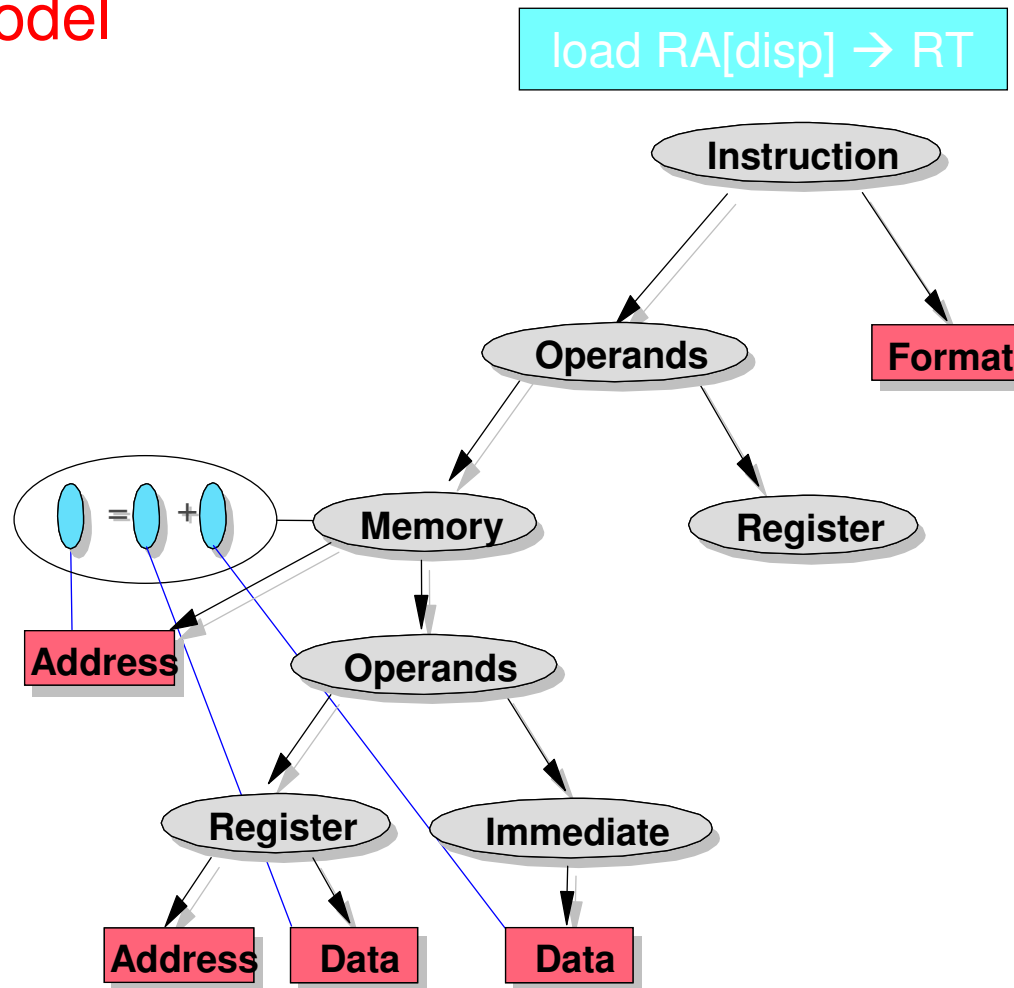 odel
load RA[disp] → RT
Instruction
Operands
Format
= +
Memory
Register
Address
Operands
Register
Immediate
Address
Data
Data